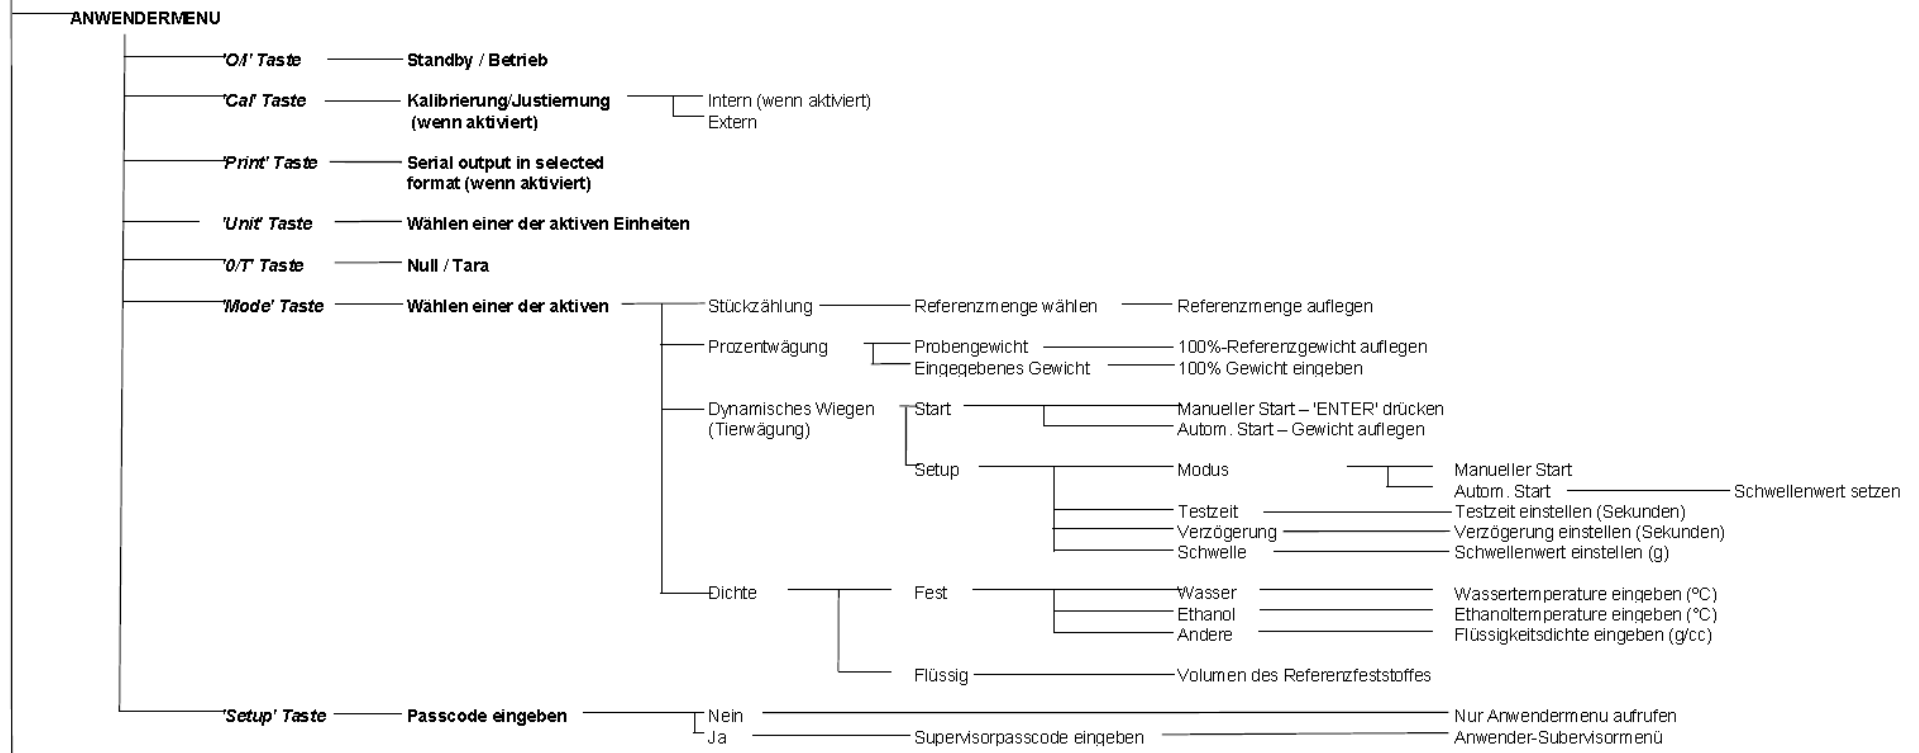 ANWENDERMENU
'O/I' Taste Standby / Betrieb
'Cal' Taste Kalibrierung/Justiernung Intern (wenn aktiviert)
(wenn aktiviert) Extern
'Print' Taste Serial output in selected
format (wenn aktiviert)
'Unit' Taste Wählen einer der aktiven Einheiten
'0/T' Taste Null / Tara
'Mode' Taste Wählen einer der aktiven Stückzählung Referenzmenge wählen Referenzmenge auflegen
Prozentwägung Probengewicht 100%-Referenzgewicht auflegen
Eingegebenes Gewicht 100% Gewicht eingeben
Dynamisches Wiegen Start Manueller Start – 'ENTER' drücken
(Tierwägung) Autom. Start – Gewicht auflegen
Setup Modus Manueller Start
Autom. Start Schwellenwert setzen
Testzeit Testzeit einstellen (Sekunden)
Verzögerung Verzögerung einstellen (Sekunden)
Schwelle Schwellenwert einstellen (g)
Dichte Fest Wasser Wassertemperature eingeben (°C)
Ethanol Ethanoltemperature eingeben (°C)
Andere Flüssigkeitsdichte eingeben (g/cc)
Flüssig Volumen des Referenzfeststoffes
'Setup' Taste Passcode eingeben Nein Nur Anwendermenu aufrufen
Ja Supervisorpasscode eingeben Anwender-Subervisormenü